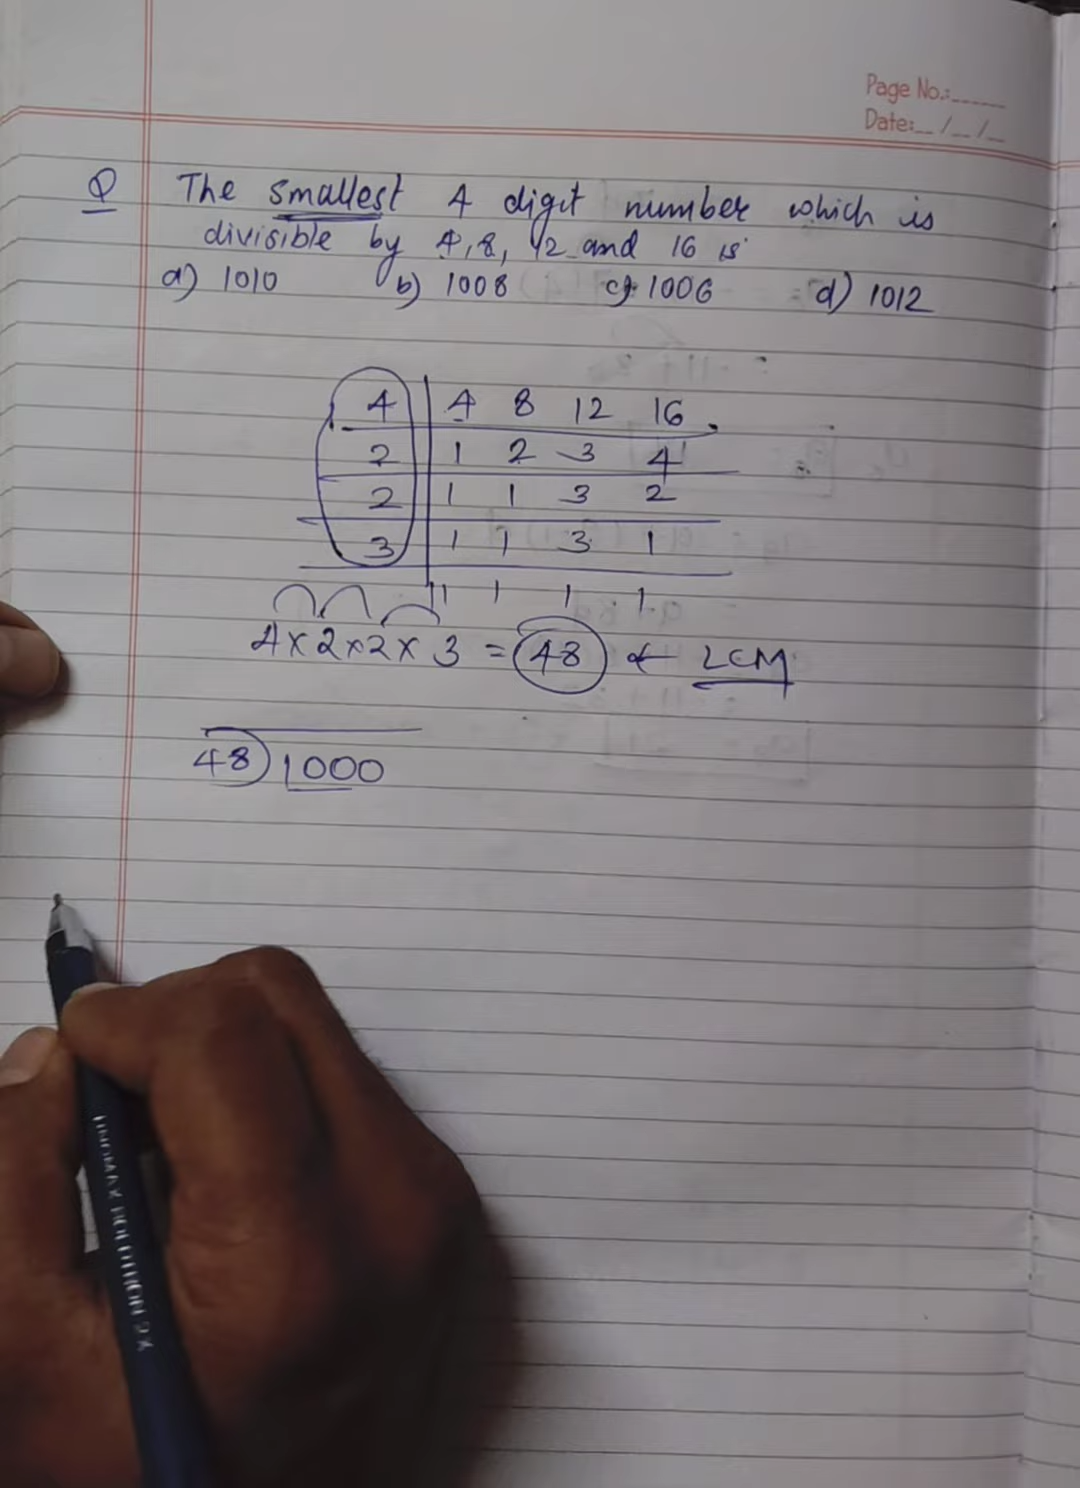 Page No.:
Date: / /
Q The smallest 4 digit number which is
divisible by 4, 8, 12 and 16 is
a) 1010 b) 1008 c) 1006 d) 1012
4 4 8 12 16
2 1 2 3 4
2 1 1 3 2
3 1 1 3 1
1 1 1 1
4 × 2 × 2 × 3 = 48 ← LCM
48 ) 1000